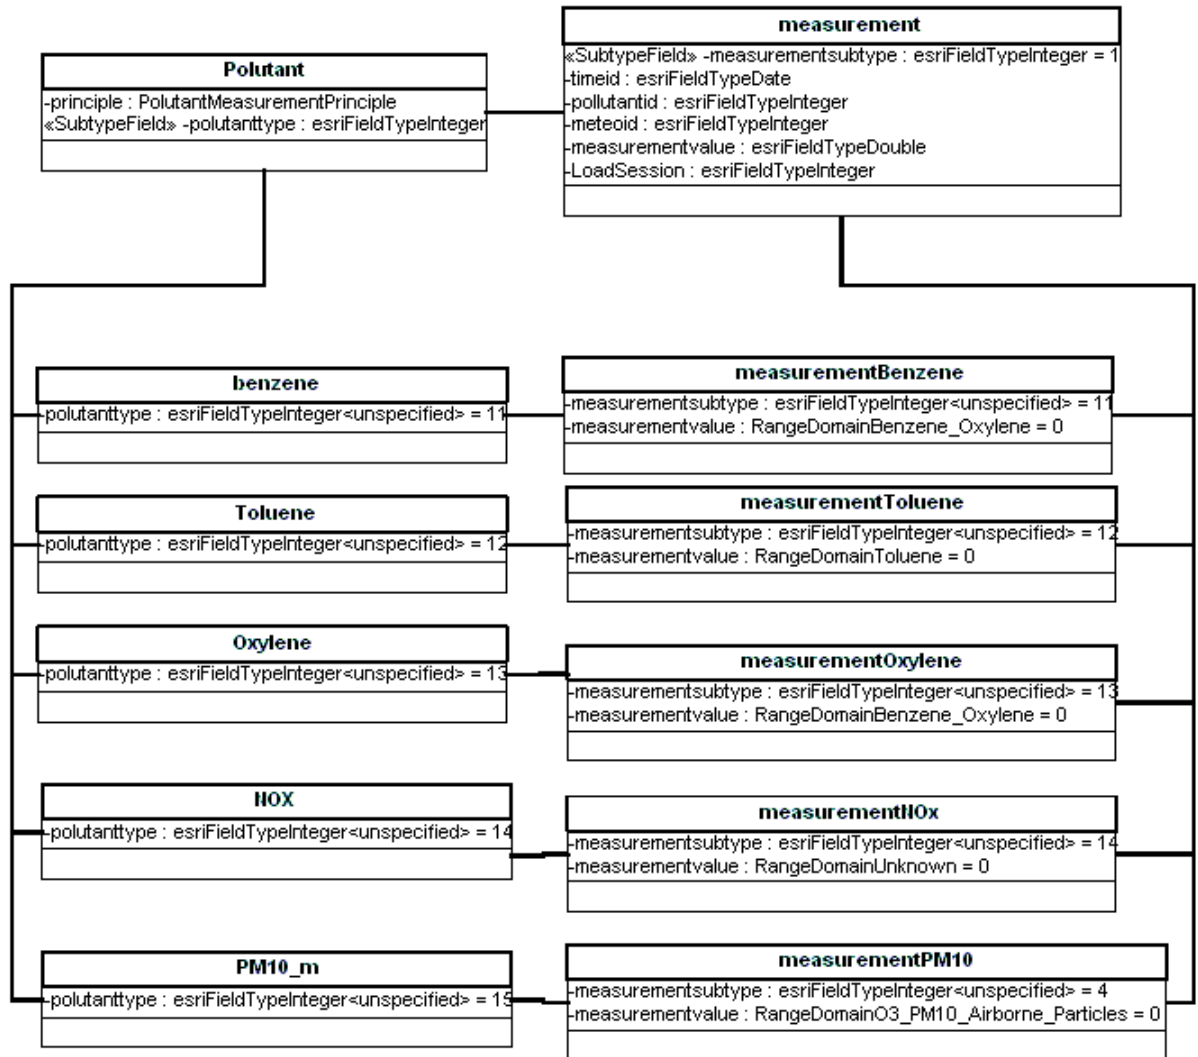 Polutant
-principle : PolutantMeasurementPrinciple
«SubtypeField» -polutanttype : esriFieldTypeInteger
measurement
«SubtypeField» -measurementsubtype : esriFieldTypeInteger = 1
-timeid : esriFieldTypeDate
-pollutantid : esriFieldTypeInteger
-meteoid : esriFieldTypeInteger
-measurementvalue : esriFieldTypeDouble
-LoadSession : esriFieldTypeInteger
benzene
-polutanttype : esriFieldTypeInteger<unspecified> = 11
measurementBenzene
-measurementsubtype : esriFieldTypeInteger<unspecified> = 11
-measurementvalue : RangeDomainBenzene_Oxylene = 0
Toluene
-polutanttype : esriFieldTypeInteger<unspecified> = 12
measurementToluene
-measurementsubtype : esriFieldTypeInteger<unspecified> = 12
-measurementvalue : RangeDomainToluene = 0
Oxylene
-polutanttype : esriFieldTypeInteger<unspecified> = 13
measurementOxylene
-measurementsubtype : esriFieldTypeInteger<unspecified> = 13
-measurementvalue : RangeDomainBenzene_Oxylene = 0
NOX
-polutanttype : esriFieldTypeInteger<unspecified> = 14
measurementNOx
-measurementsubtype : esriFieldTypeInteger<unspecified> = 14
-measurementvalue : RangeDomainUnknown = 0
PM10_m
-polutanttype : esriFieldTypeInteger<unspecified> = 15
measurementPM10
-measurementsubtype : esriFieldTypeInteger<unspecified> = 4
-measurementvalue : RangeDomainO3_PM10_Airborne_Particles = 0